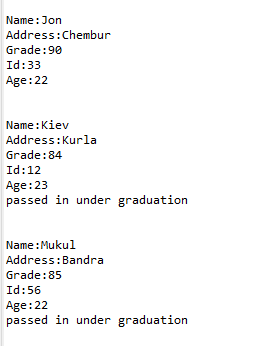 Name:Jon
Address:Chembur
Grade:90
Id:33
Age:22
Name:Kiev
Address:Kurla
Grade:84
Id:12
Age:23
passed in under graduation
Name:Mukul
Address:Bandra
Grade:85
Id:56
Age:22
passed in under graduation